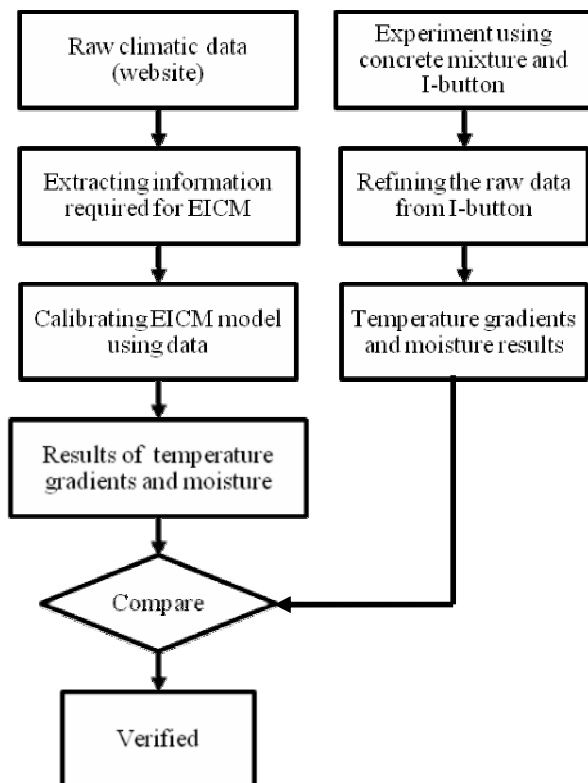 Raw climatic data
(website)
Experiment using
concrete mixture and
I-button
Extracting information
required for EICM
Refining the raw data
from I-button
Calibrating EICM model
using data
Temperature gradients
and moisture results
Results of temperature
gradients and moisture
Compare
Verified